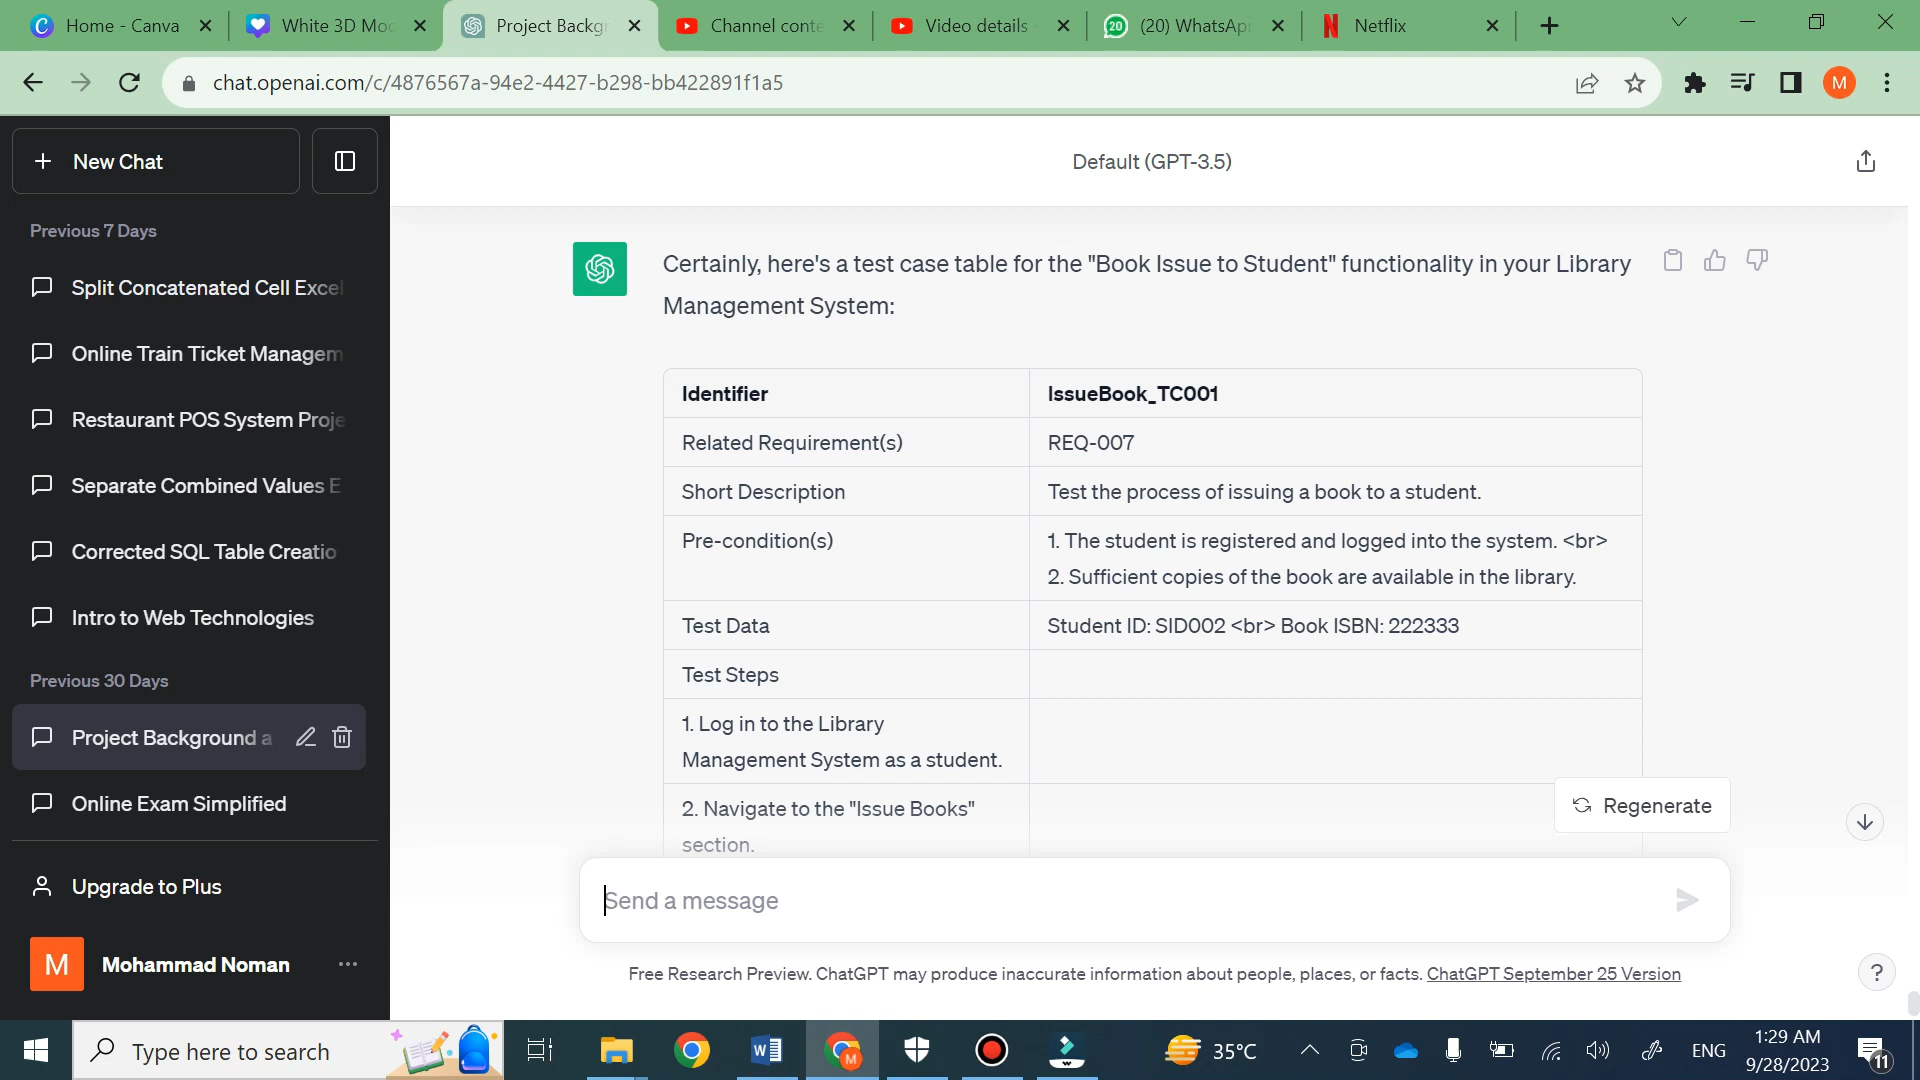 Home - Canva
White 3D Moc
Project Backgr
Channel conte
Video details
20
(20) WhatsAp
N
Netflix
chat.openai.com/c/4876567a-94e2-4427-b298-bb422891f1a5
M
New Chat
Default (GPT-3.5)
Previous 7 Days
Split Concatenated Cell Excel
Online Train Ticket Managem
Restaurant POS System Proje
Separate Combined Values E
Corrected SQL Table Creatio
Intro to Web Technologies
Previous 30 Days
Project Background a
Online Exam Simplified
Upgrade to Plus
M
Mohammad Noman
Certainly, here's a test case table for the "Book Issue to Student" functionality in your Library
Management System:
Identifier
IssueBook_TC001
Related Requirement(s)
REQ-007
Short Description
Test the process of issuing a book to a student.
Pre-condition(s)
1. The student is registered and logged into the system. <br>
2. Sufficient copies of the book are available in the library.
Test Data
Student ID: SID002 <br> Book ISBN: 222333
Test Steps
1. Log in to the Library
Management System as a student.
2. Navigate to the "Issue Books"
section.
Regenerate
Send a message
Free Research Preview. ChatGPT may produce inaccurate information about people, places, or facts. ChatGPT September 25 Version
?
Type here to search
W
M
35°C
ENG
1:29 AM
9/28/2023
11